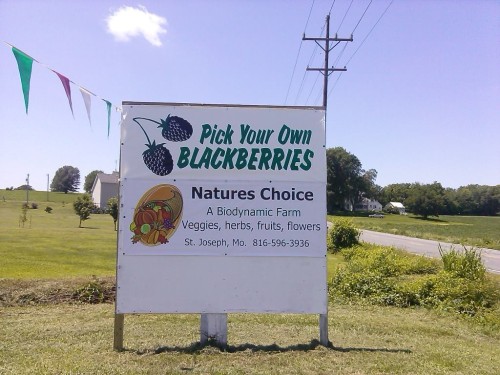 Pick Your Own
BLACKBERRIES
Natures Choice
A Biodynamic Farm
Veggies, herbs, fruits, flowers
St. Joseph, Mo. 816-596-3936